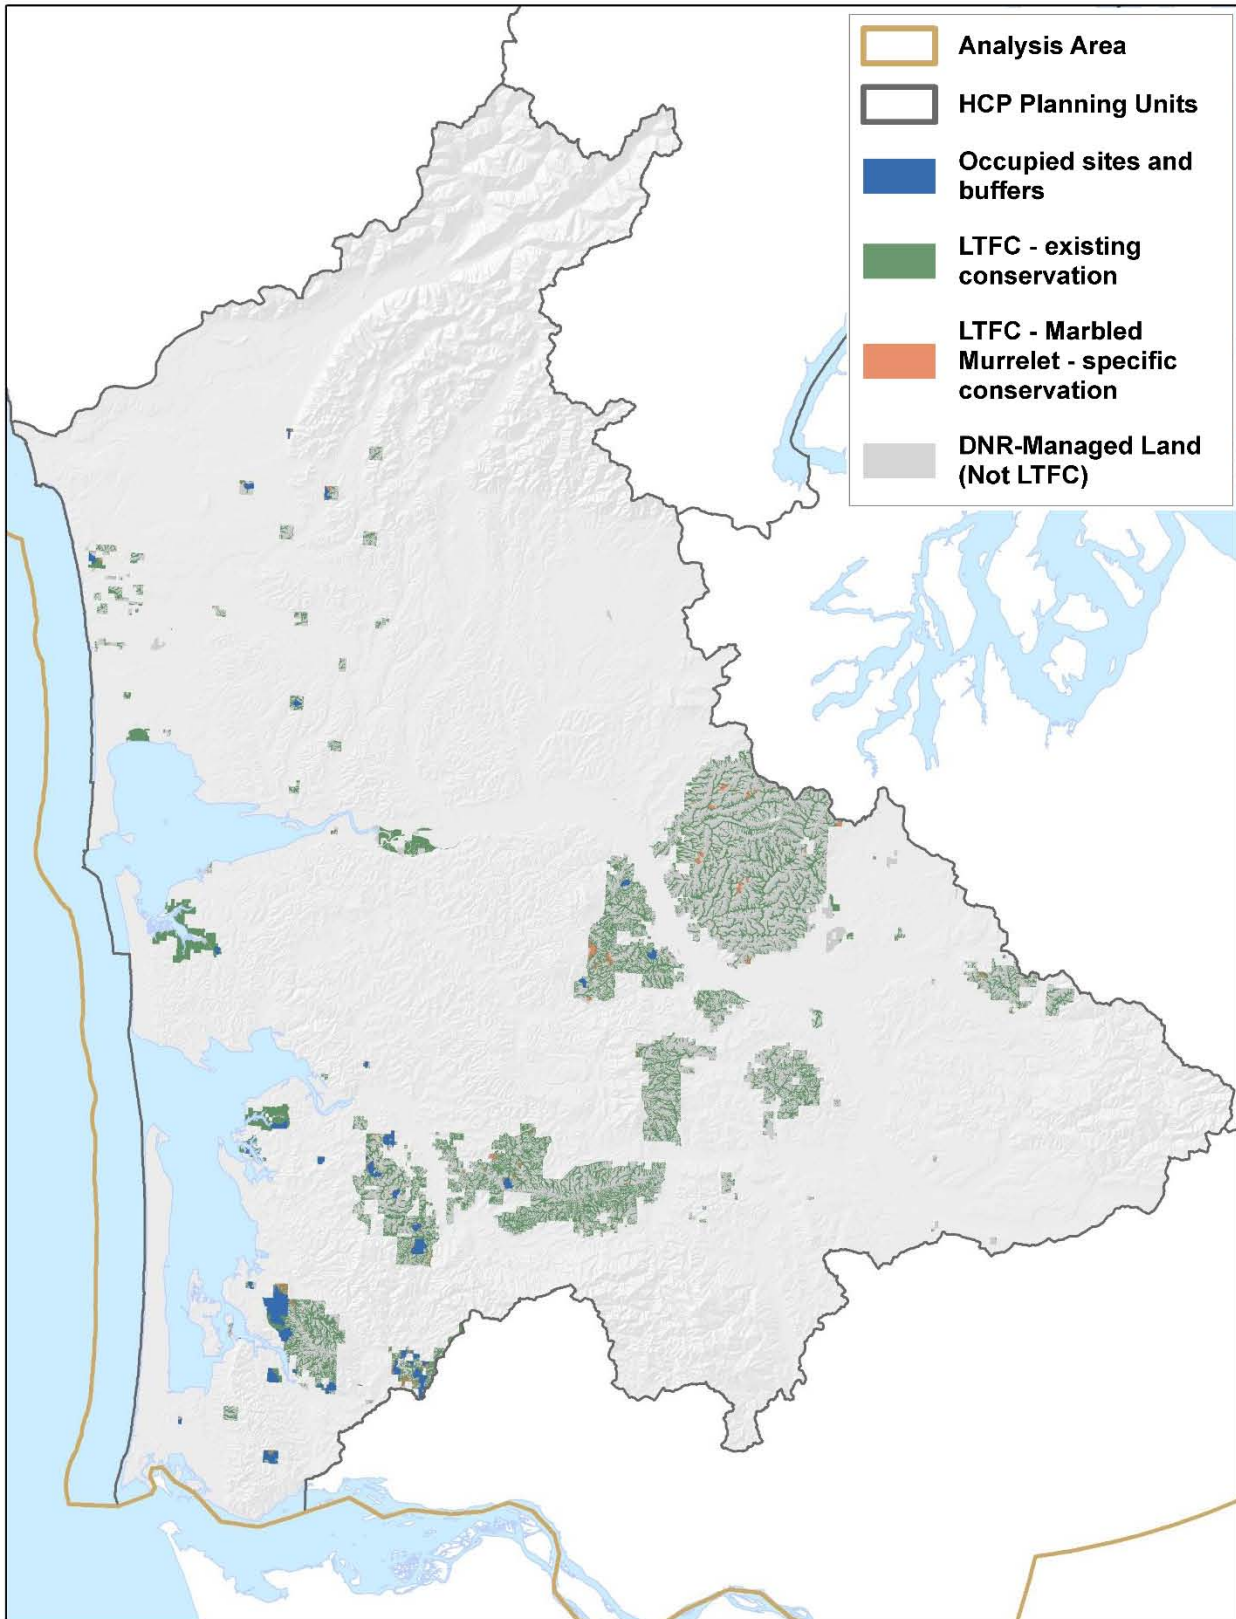 Analysis Area
HCP Planning Units
Occupied sites and
buffers
LTFC - existing
conservation
LTFC - Marbled
Murrelet - specific
conservation
DNR-Managed Land
(Not LTFC)